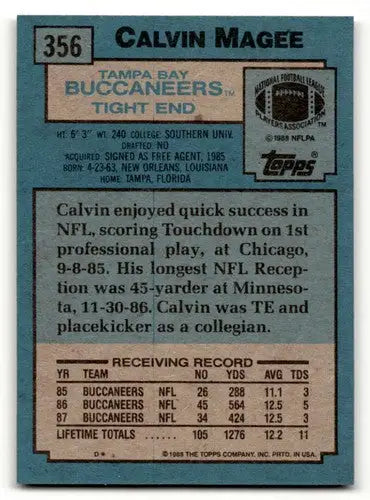 356 CALVIN MAGEE
TAMPA BAY
BUCCANEERS™
TIGHT END
NATIONAL FOOTBALL LEAGUE
PLAYERS ASSOCIATION™
© 1988 NFLPA
Topps®
HT: 6' 3" WT: 240 COLLEGE: SOUTHERN UNIV.
DRAFTED: NO
ACQUIRED: SIGNED AS FREE AGENT, 1985
BORN: 4-23-63, NEW ORLEANS, LOUISIANA
HOME: TAMPA, FLORIDA
Calvin enjoyed quick success in
NFL, scoring Touchdown on 1st
professional play, at Chicago,
9-8-85. His longest NFL Recep-
tion was 45-yarder at Minneso-
ta, 11-30-86. Calvin was TE and
placekicker as a collegian.
RECEIVING RECORD
YR TEAM NO YDS AVG TDS
85 BUCCANEERS NFL 26 288 11.1 3
86 BUCCANEERS NFL 45 564 12.5 5
87 BUCCANEERS NFL 34 424 12.5 3
LIFETIME TOTALS ...... 105 1276 12.2 11
D* © 1988 THE TOPPS COMPANY, INC. PRTD. IN U.S.A.